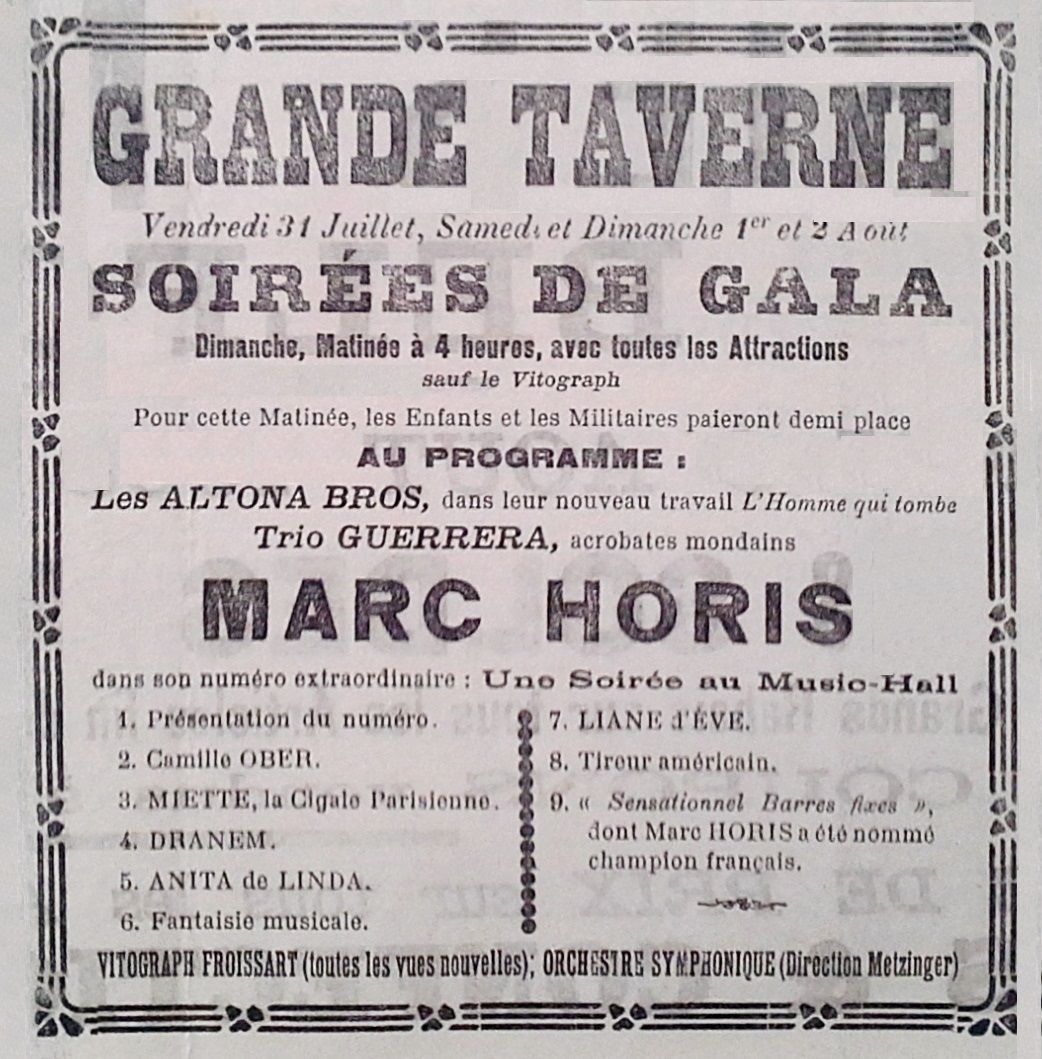 GRANDE TAVERNE
Vendredi 31 Juillet, Samedi et Dimanche 1er et 2 Août
SOIRÉES DE GALA
Dimanche, Matinée à 4 heures, avec toutes les Attractions
sauf le Vitograph
Pour cette Matinée, les Enfants et les Militaires paieront demi place
AU PROGRAMME :
Les ALTONA BROS, dans leur nouveau travail L'Homme qui tombe
Trio GUERRERA, acrobates mondains
MARC HORIS
dans son numéro extraordinaire : Une Soirée au Music-Hall
1. Présentation du numéro.
2. Camille OBER.
3. MIETTE, la Cigale Parisienne.
4. DRANEM.
5. ANITA de LINDA.
6. Fantaisie musicale.
7. LIANE d'ÈVE.
8. Tireur américain.
9. « Sensationnel Barres fixes »,
dont Marc HORIS a été nommé
champion français.
VITOGRAPH FROISSART (toutes les vues nouvelles); ORCHESTRE SYMPHONIQUE (Direction Metzinger)